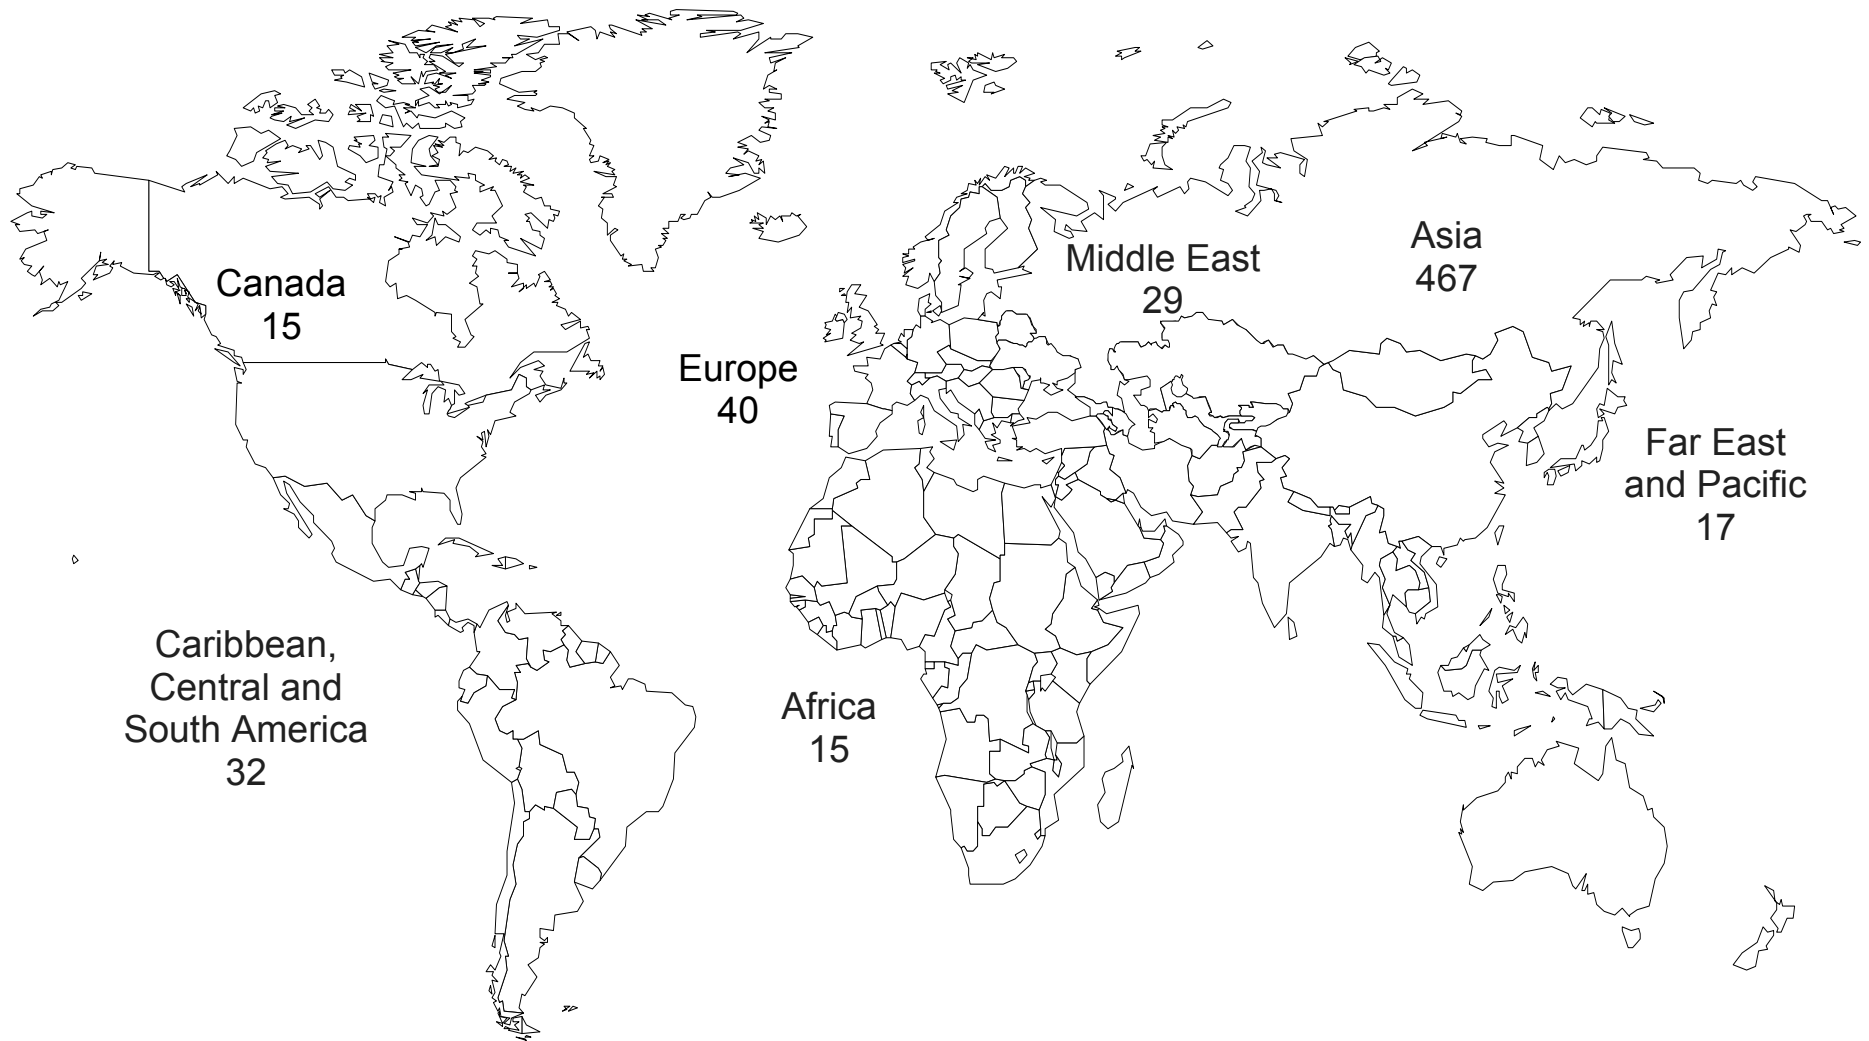 Canada
15
Europe
40
Middle East
29
Asia
467
Far East
and Pacific
17
Caribbean,
Central and
South America
32
Africa
15